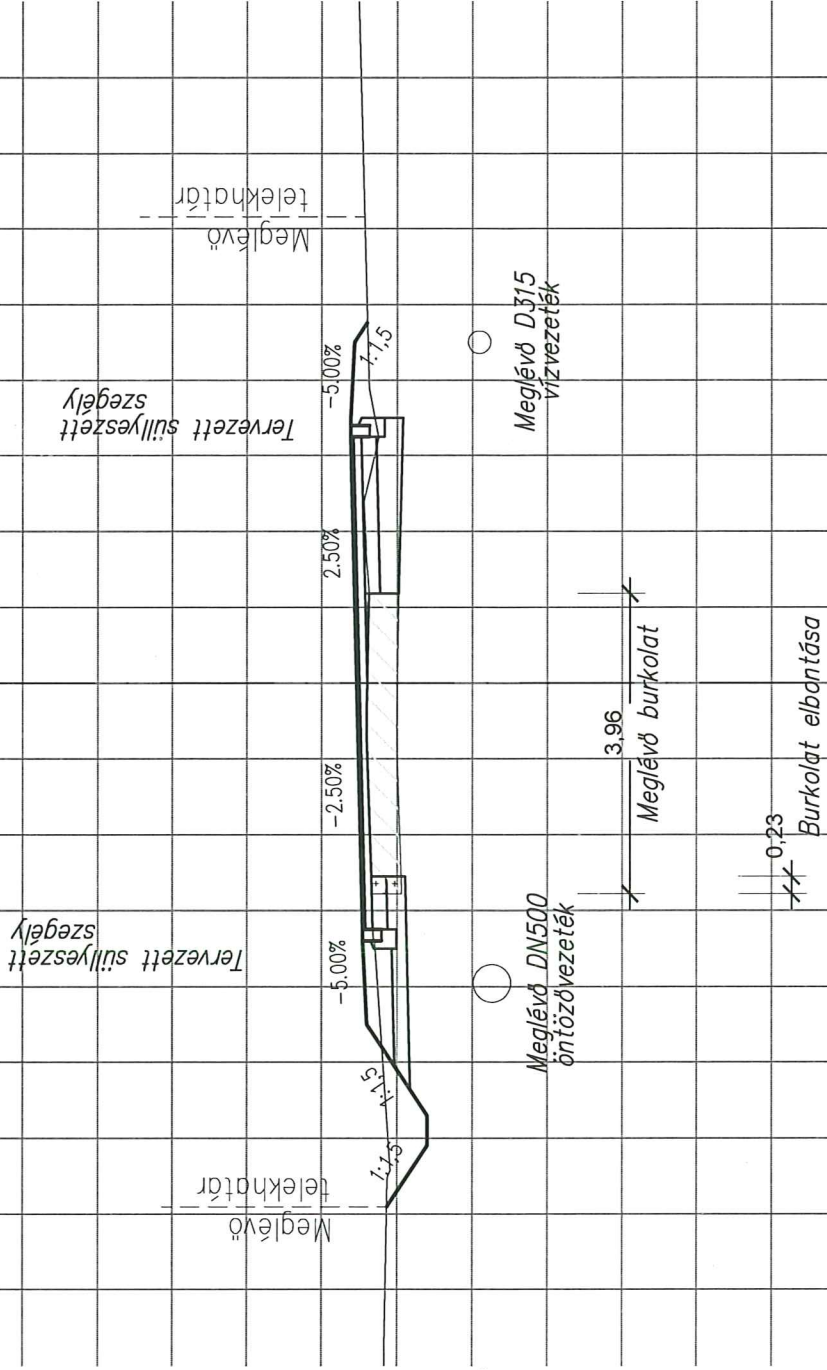 Meglévő
telekhatár
Tervezett süllyeszett
szegély
Tervezett süllyeszett
szegély
Meglévő
telekhatár
1:1,5
1:1,5
-5.00%
-2.50%
2.50%
-5.00%
1:1,5
Meglévő DN500
öntözővezeték
Meglévő D315
vízvezeték
3,96
Meglévő burkolat
0,23
Burkolat elbontása